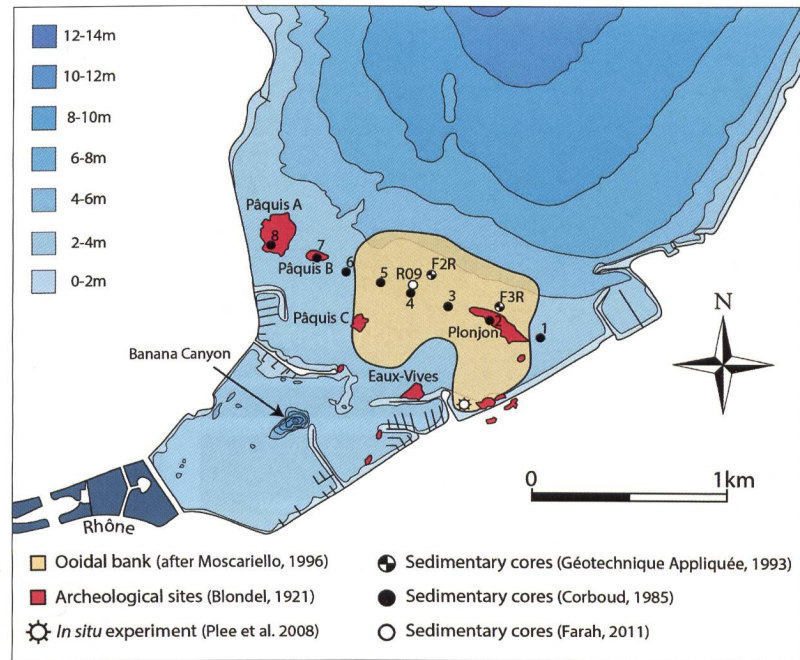 12-14m
10-12m
8-10m
6-8m
4-6m
2-4m
0-2m
Pâquis A
8
7
Pâquis B
6
5
R09
F2R
4
3
F3R
2
Plonjon
1
Pâquis C
Banana Canyon
Eaux-Vives
N
0
1km
Rhône
Ooidal bank (after Moscariello, 1996)
Archeological sites (Blondel, 1921)
In situ experiment (Plee et al. 2008)
Sedimentary cores (Géotechnique Appliquée, 1993)
Sedimentary cores (Corboud, 1985)
Sedimentary cores (Farah, 2011)